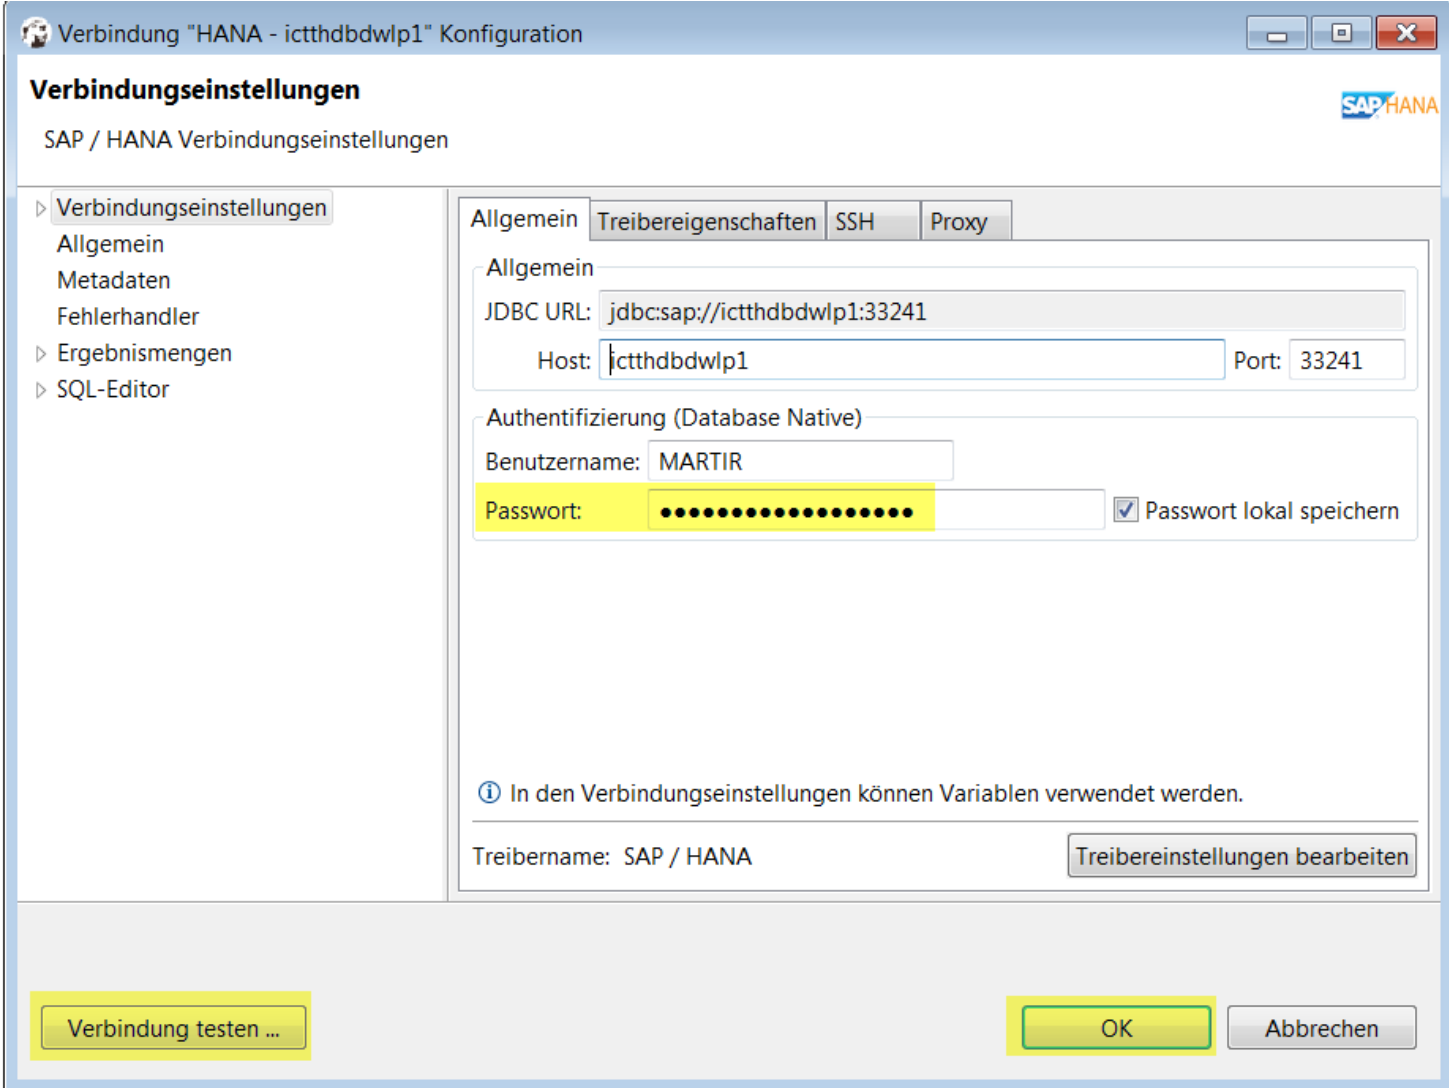 Verbindung "HANA - ictthdbdwlp1" Konfiguration
Verbindungseinstellungen
SAP HANA
SAP / HANA Verbindungseinstellungen
Verbindungseinstellungen
Allgemein
Metadaten
Fehlerhandler
Ergebnismengen
SQL-Editor
Allgemein Treibereigenschaften SSH Proxy
Allgemein
JDBC URL: jdbc:sap://ictthdbdwlp1:33241
Host: ictthdbdwlp1 Port: 33241
Authentifizierung (Database Native)
Benutzername: MARTIR
Passwort: ●●●●●●●●●●●●●●●●●● Passwort lokal speichern
In den Verbindungseinstellungen können Variablen verwendet werden.
Treibername: SAP / HANA Treibereinstellungen bearbeiten
Verbindung testen ... OK Abbrechen